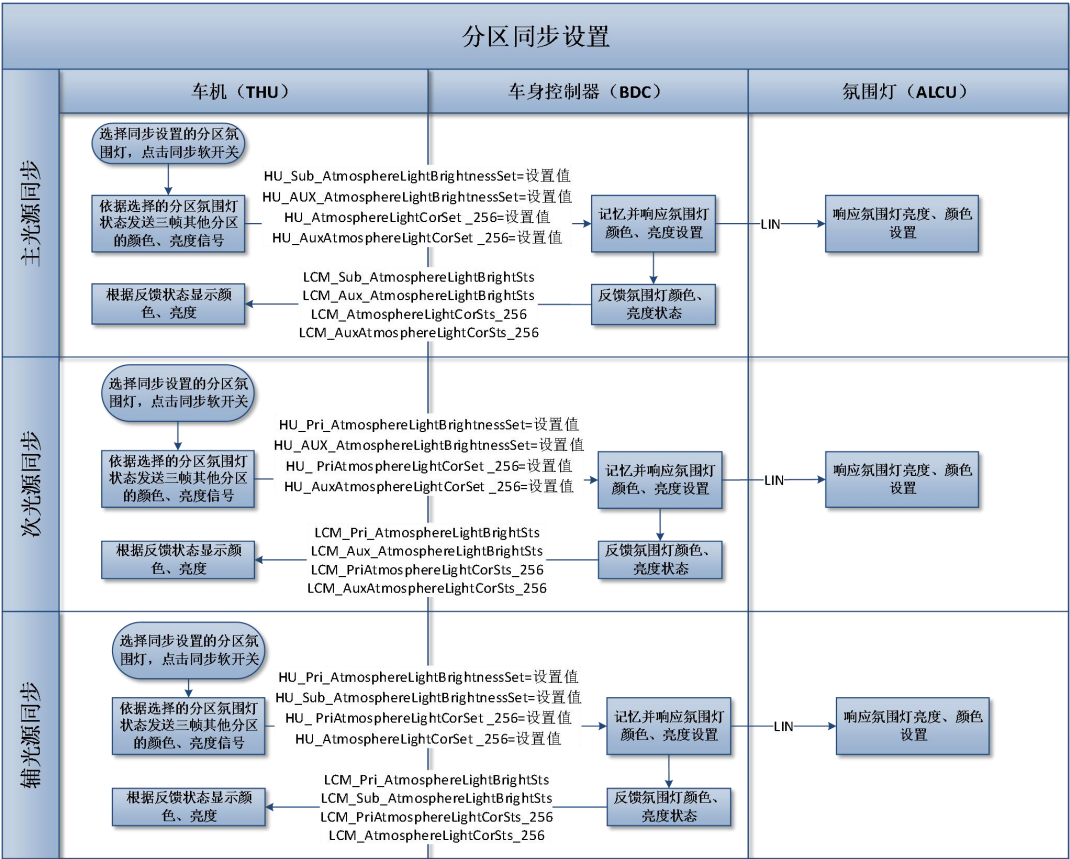 分区同步设置
车机（THU）
车身控制器（BDC）
氛围灯（ALCU）
主光源同步
选择同步设置的分区氛
围灯，点击同步软开关
依据选择的分区氛围灯
状态发送三帧其他分区
的颜色、亮度信号
HU_Sub_AtmosphereLightBrightnessSet=设置值
HU_AUX_AtmosphereLightBrightnessSet=设置值
HU_AtmosphereLightCorSet _256=设置值
HU_AuxAtmosphereLightCorSet _256=设置值
记忆并响应氛围灯
颜色、亮度设置
LIN
响应氛围灯亮度、颜色
设置
反馈氛围灯颜色、
亮度状态
LCM_Sub_AtmosphereLightBrightSts
LCM_Aux_AtmosphereLightBrightSts
LCM_AtmosphereLightCorSts_256
LCM_AuxAtmosphereLightCorSts_256
根据反馈状态显示颜
色、亮度
次光源同步
选择同步设置的分区氛
围灯，点击同步软开关
依据选择的分区氛围灯
状态发送三帧其他分区
的颜色、亮度信号
HU_Pri_AtmosphereLightBrightnessSet=设置值
HU_AUX_AtmosphereLightBrightnessSet=设置值
HU_ PriAtmosphereLightCorSet _256=设置值
HU_AuxAtmosphereLightCorSet _256=设置值
记忆并响应氛围灯
颜色、亮度设置
LIN
响应氛围灯亮度、颜色
设置
反馈氛围灯颜色、
亮度状态
LCM_Pri_AtmosphereLightBrightSts
LCM_Aux_AtmosphereLightBrightSts
LCM_PriAtmosphereLightCorSts_256
LCM_AuxAtmosphereLightCorSts_256
根据反馈状态显示颜
色、亮度
辅光源同步
选择同步设置的分区氛
围灯，点击同步软开关
依据选择的分区氛围灯
状态发送三帧其他分区
的颜色、亮度信号
HU_Pri_AtmosphereLightBrightnessSet=设置值
HU_Sub_AtmosphereLightBrightnessSet=设置值
HU_ PriAtmosphereLightCorSet _256=设置值
HU_AtmosphereLightCorSet _256=设置值
记忆并响应氛围灯
颜色、亮度设置
LIN
响应氛围灯亮度、颜色
设置
反馈氛围灯颜色、
亮度状态
LCM_Pri_AtmosphereLightBrightSts
LCM_Sub_AtmosphereLightBrightSts
LCM_PriAtmosphereLightCorSts_256
LCM_AtmosphereLightCorSts_256
根据反馈状态显示颜
色、亮度